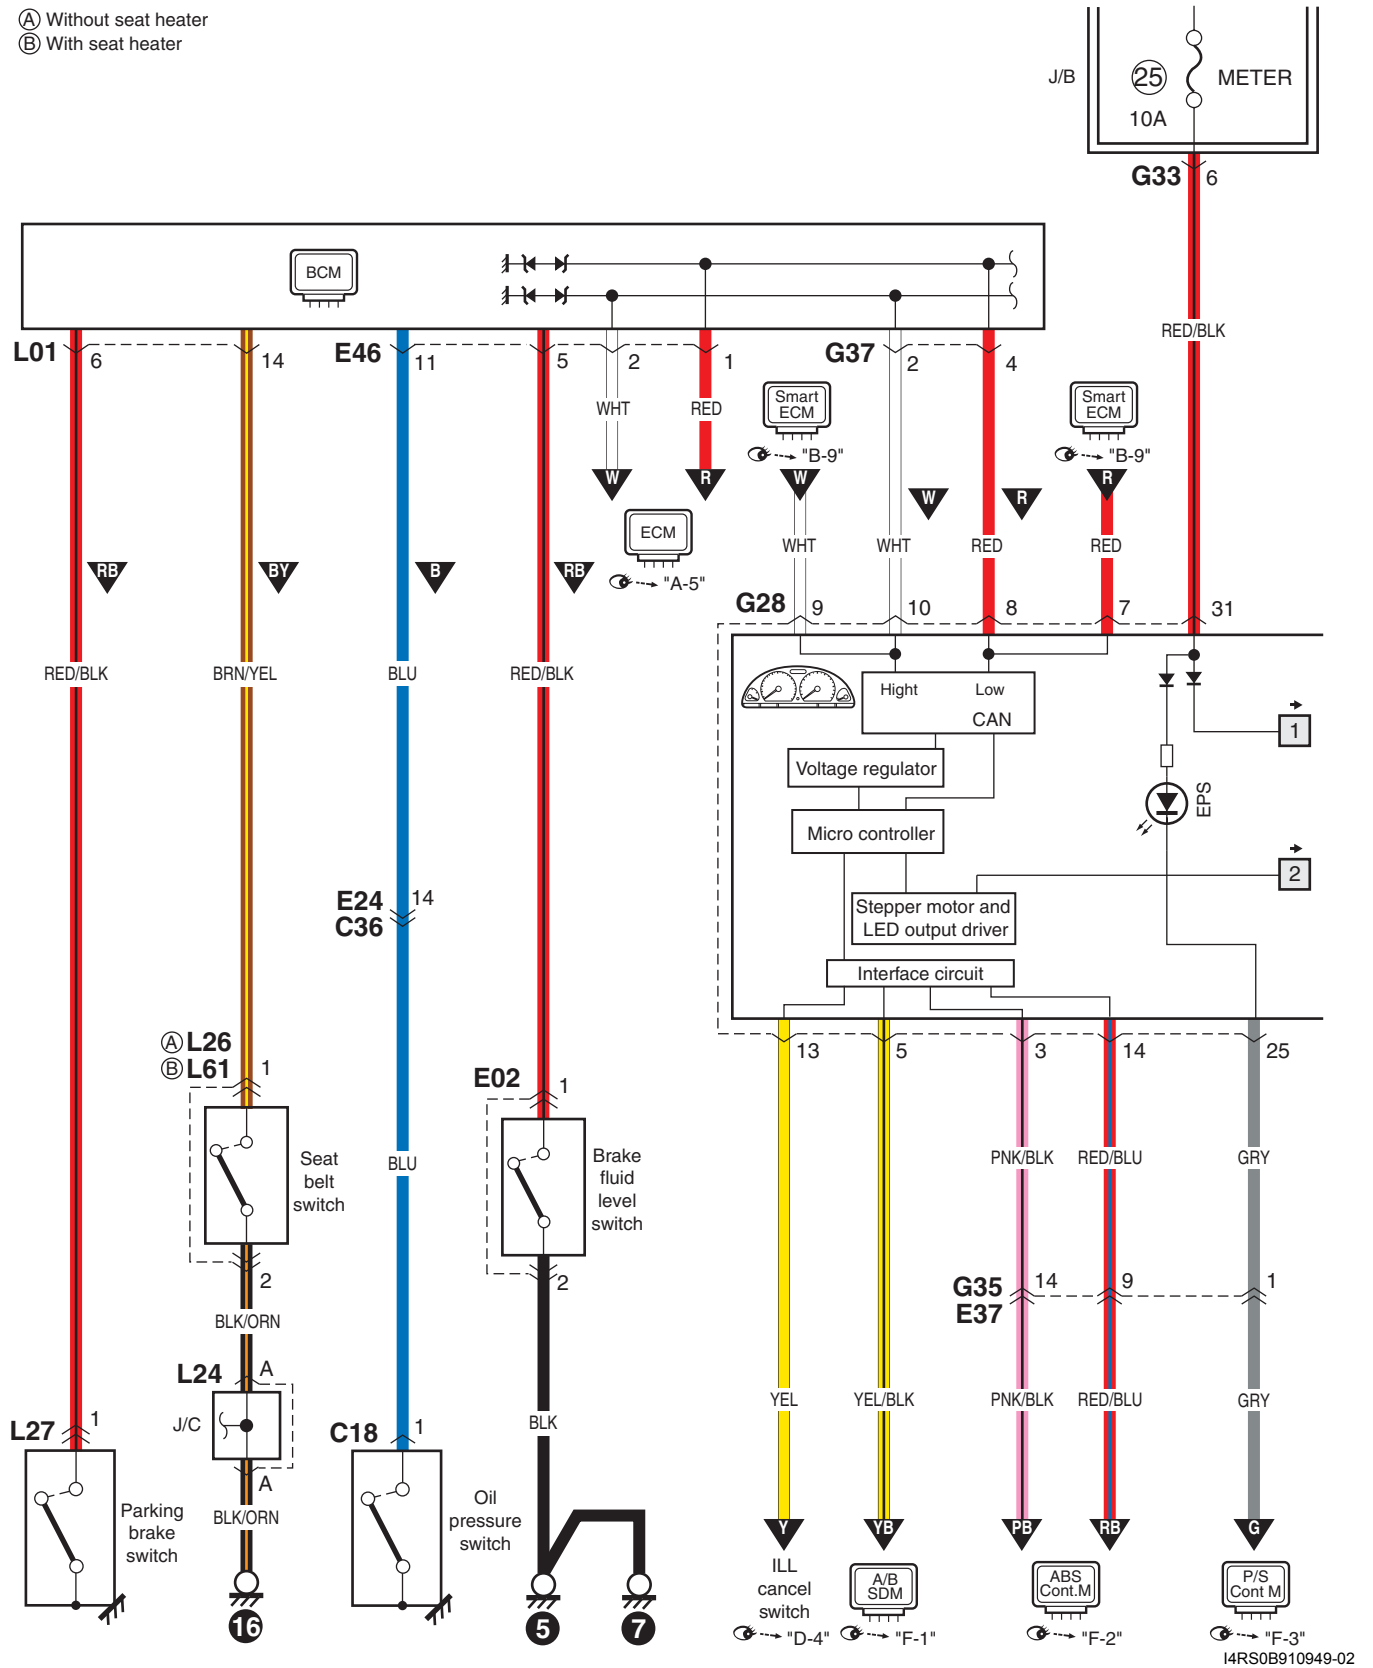 A Without seat heater
B With seat heater
J/B
25
METER
10A
G33 6
BCM
RED/BLK
L01 6
14
E46 11
5
2
1
G37 2
4
WHT
RED
Smart
ECM
"B-9"
Smart
ECM
"B-9"
W
R
W
W
R
R
ECM
"A-5"
WHT
WHT
RED
RED
RB
BY
B
RB
G28 9
10
8
7
31
RED/BLK
BRN/YEL
BLU
RED/BLK
Hight
Low
CAN
1
Voltage regulator
EPS
Micro controller
2
Stepper motor and
LED output driver
E24 14
C36
Interface circuit
A L26
B L61 1
13
5
3
14
25
E02 1
Seat
belt
switch
BLU
Brake
fluid
level
switch
PNK/BLK
RED/BLU
GRY
2
2
G35 14
E37
9
1
BLK/ORN
L24 A
J/C
A
YEL
YEL/BLK
PNK/BLK
RED/BLU
GRY
L27 1
C18 1
BLK
BLK/ORN
Parking
brake
switch
Oil
pressure
switch
Y
YB
PB
RB
G
ILL
cancel
switch
"D-4"
A/B
SDM
"F-1"
ABS
Cont.M
"F-2"
P/S
Cont M
"F-3"
16
5
7
I4RS0B910949-02